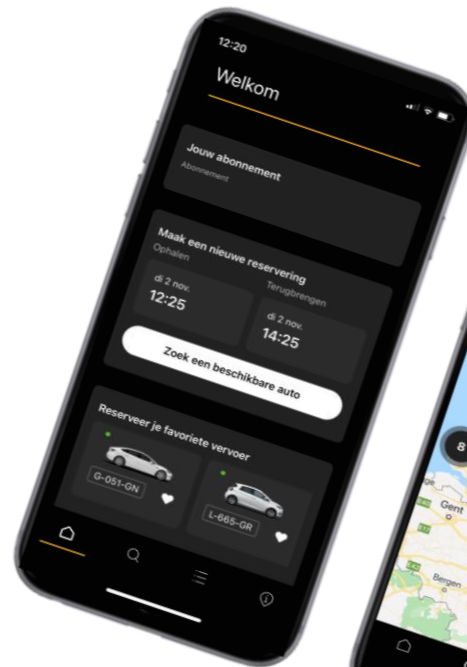 12:20
Welkom
Jouw abonnement
Abonnement
Maak een nieuwe reservering
Ophalen
Terugbrengen
di 2 nov.
12:25
di 2 nov.
14:25
Zoek een beschikbare auto
Reserveer je favoriete vervoer
G-051-GN
L-665-GR
8
Gent
Bergen